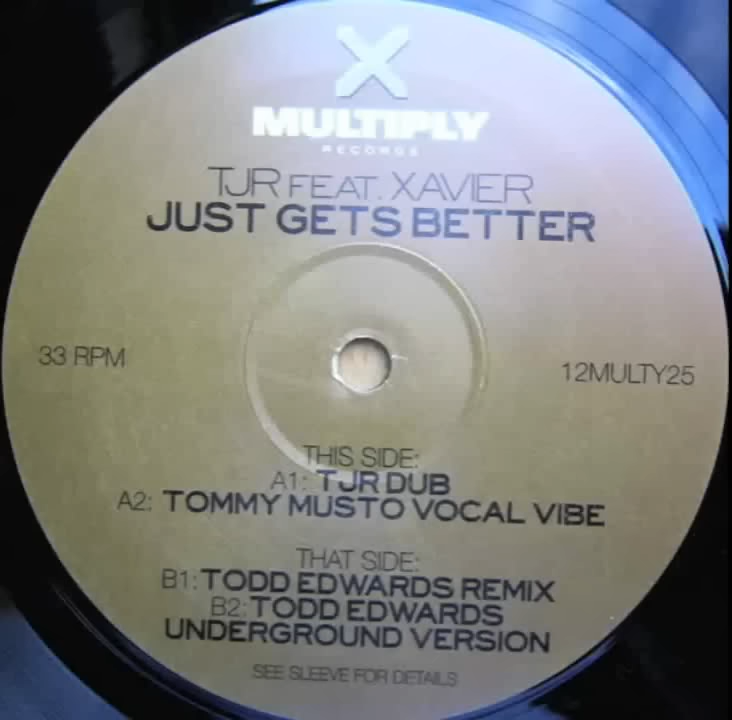 X
MULTIPLY
RECORDS
TJR FEAT. XAVIER
JUST GETS BETTER
33 RPM
12MULTY25
THIS SIDE:
A1: TJR DUB
A2: TOMMY MUSTO VOCAL VIBE
THAT SIDE:
B1: TODD EDWARDS REMIX
B2: TODD EDWARDS
UNDERGROUND VERSION
SEE SLEEVE FOR DETAILS